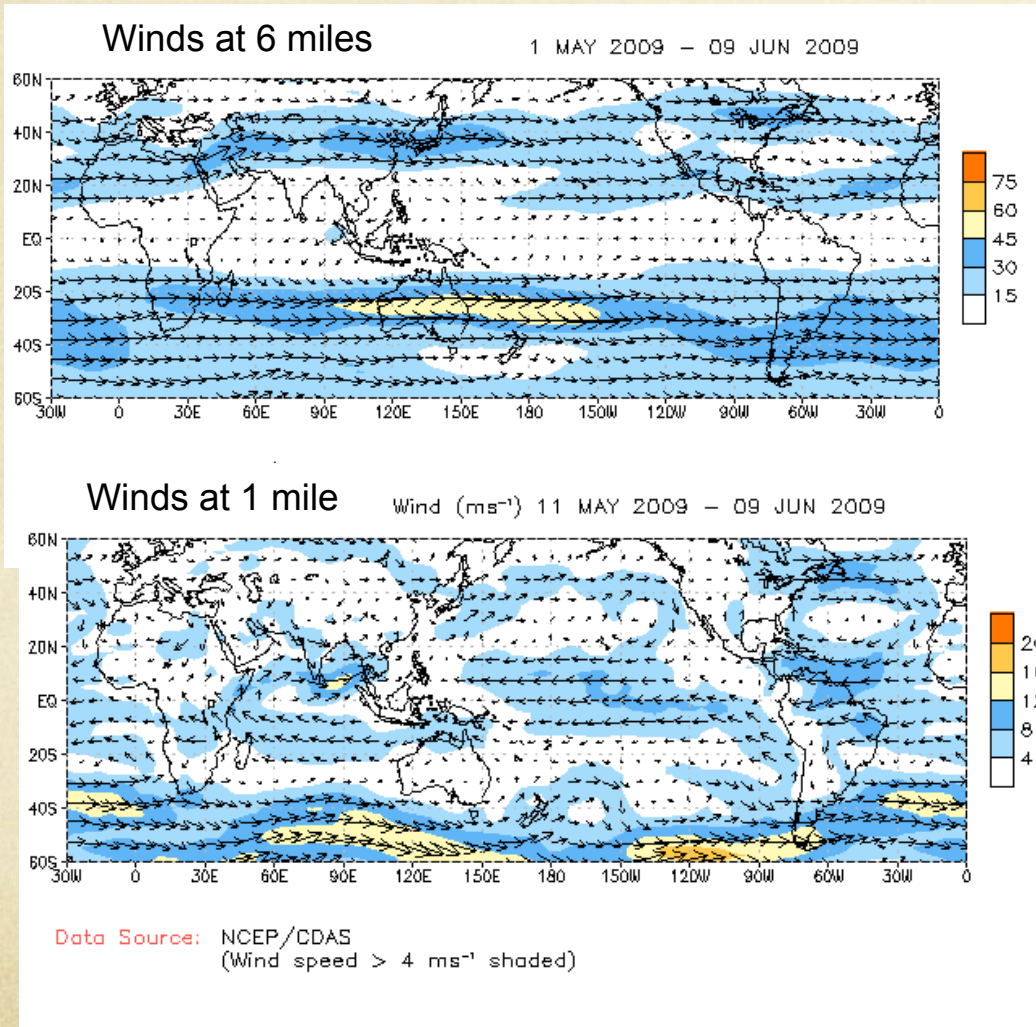 Winds at 6 miles
1 MAY 2009 – 09 JUN 2009
60N
40N
20N
EQ
20S
40S
60S
30W 0 30E 60E 90E 120E 150E 180 150W 120W 90W 60W 30W 0
75
60
45
30
15
Winds at 1 mile
Wind (ms⁻¹) 11 MAY 2009 – 09 JUN 2009
60N
40N
20N
EQ
20S
40S
60S
30W 0 30E 60E 90E 120E 150E 180 150W 120W 90W 60W 30W 0
8
4
Data Source: NCEP/CDAS
(Wind speed > 4 ms⁻¹ shaded)